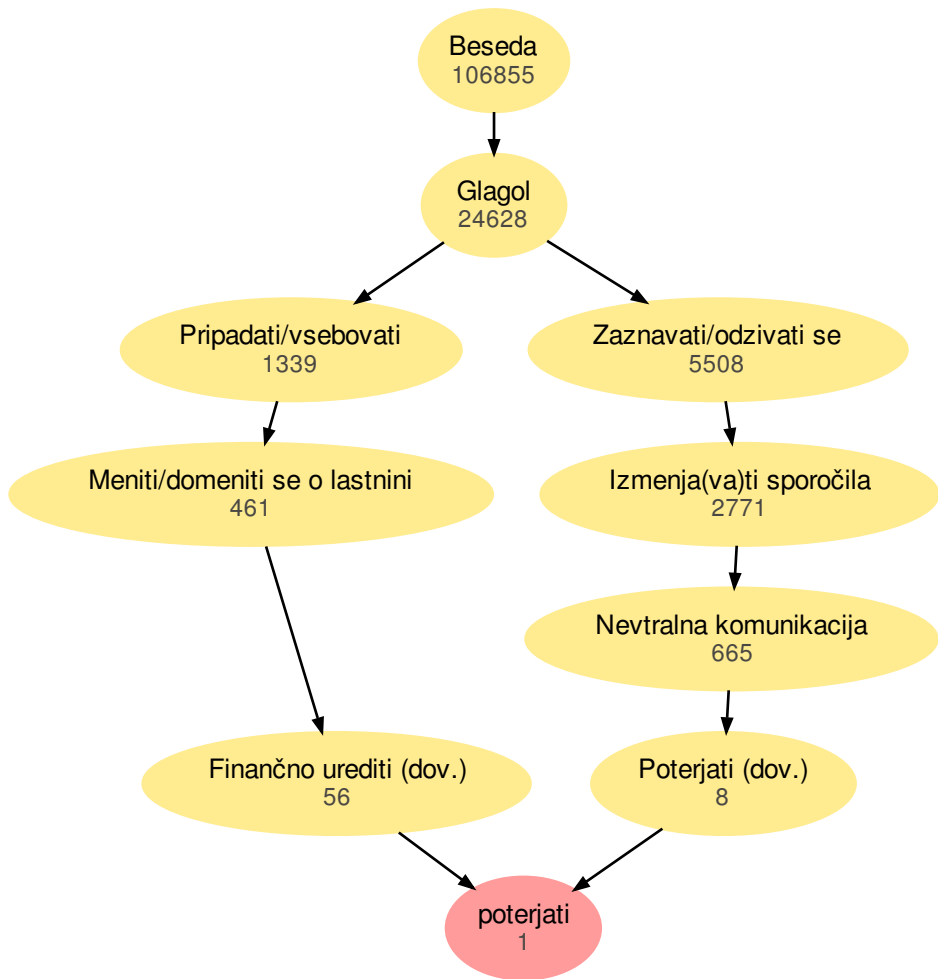 Beseda
106855
Glagol
24628
Pripadati/vsebovati
1339
Zaznavati/odzivati se
5508
Meniti/domeniti se o lastnini
461
Izmenja(va)ti sporočila
2771
Nevtralna komunikacija
665
Finančno urediti (dov.)
56
Poterjati (dov.)
8
poterjati
1